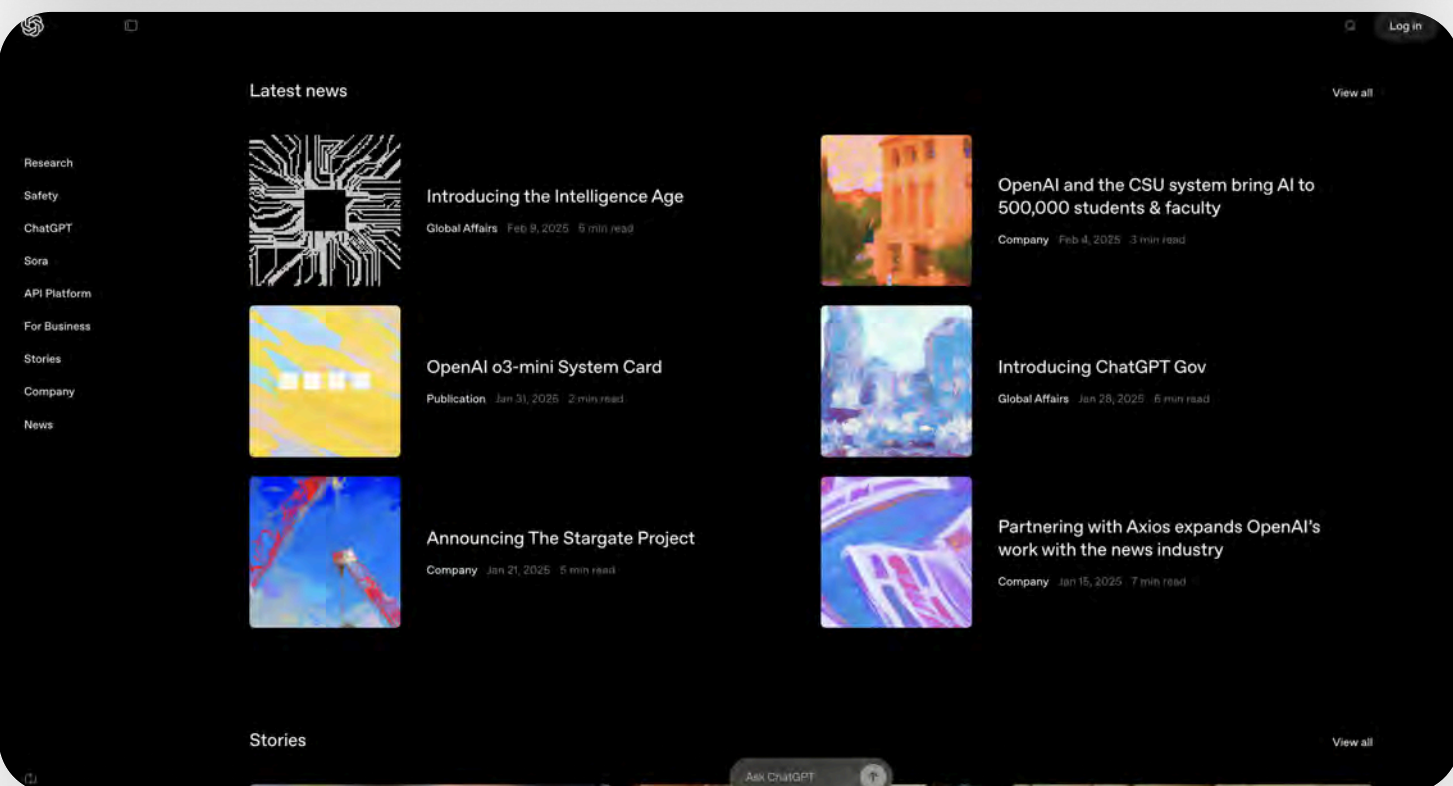 Log in
Latest news
View all
Research
Safety
ChatGPT
Sora
API Platform
For Business
Stories
Company
News
Introducing the Intelligence Age
Global Affairs Feb 9, 2025 6 min read
OpenAI and the CSU system bring AI to
500,000 students & faculty
Company Feb 4, 2025 3 min read
OpenAI o3-mini System Card
Publication Jan 31, 2025 2 min read
Introducing ChatGPT Gov
Global Affairs Jan 28, 2025 6 min read
Announcing The Stargate Project
Company Jan 21, 2025 5 min read
Partnering with Axios expands OpenAI's
work with the news industry
Company Jan 15, 2025 7 min read
Stories
View all
Ask ChatGPT